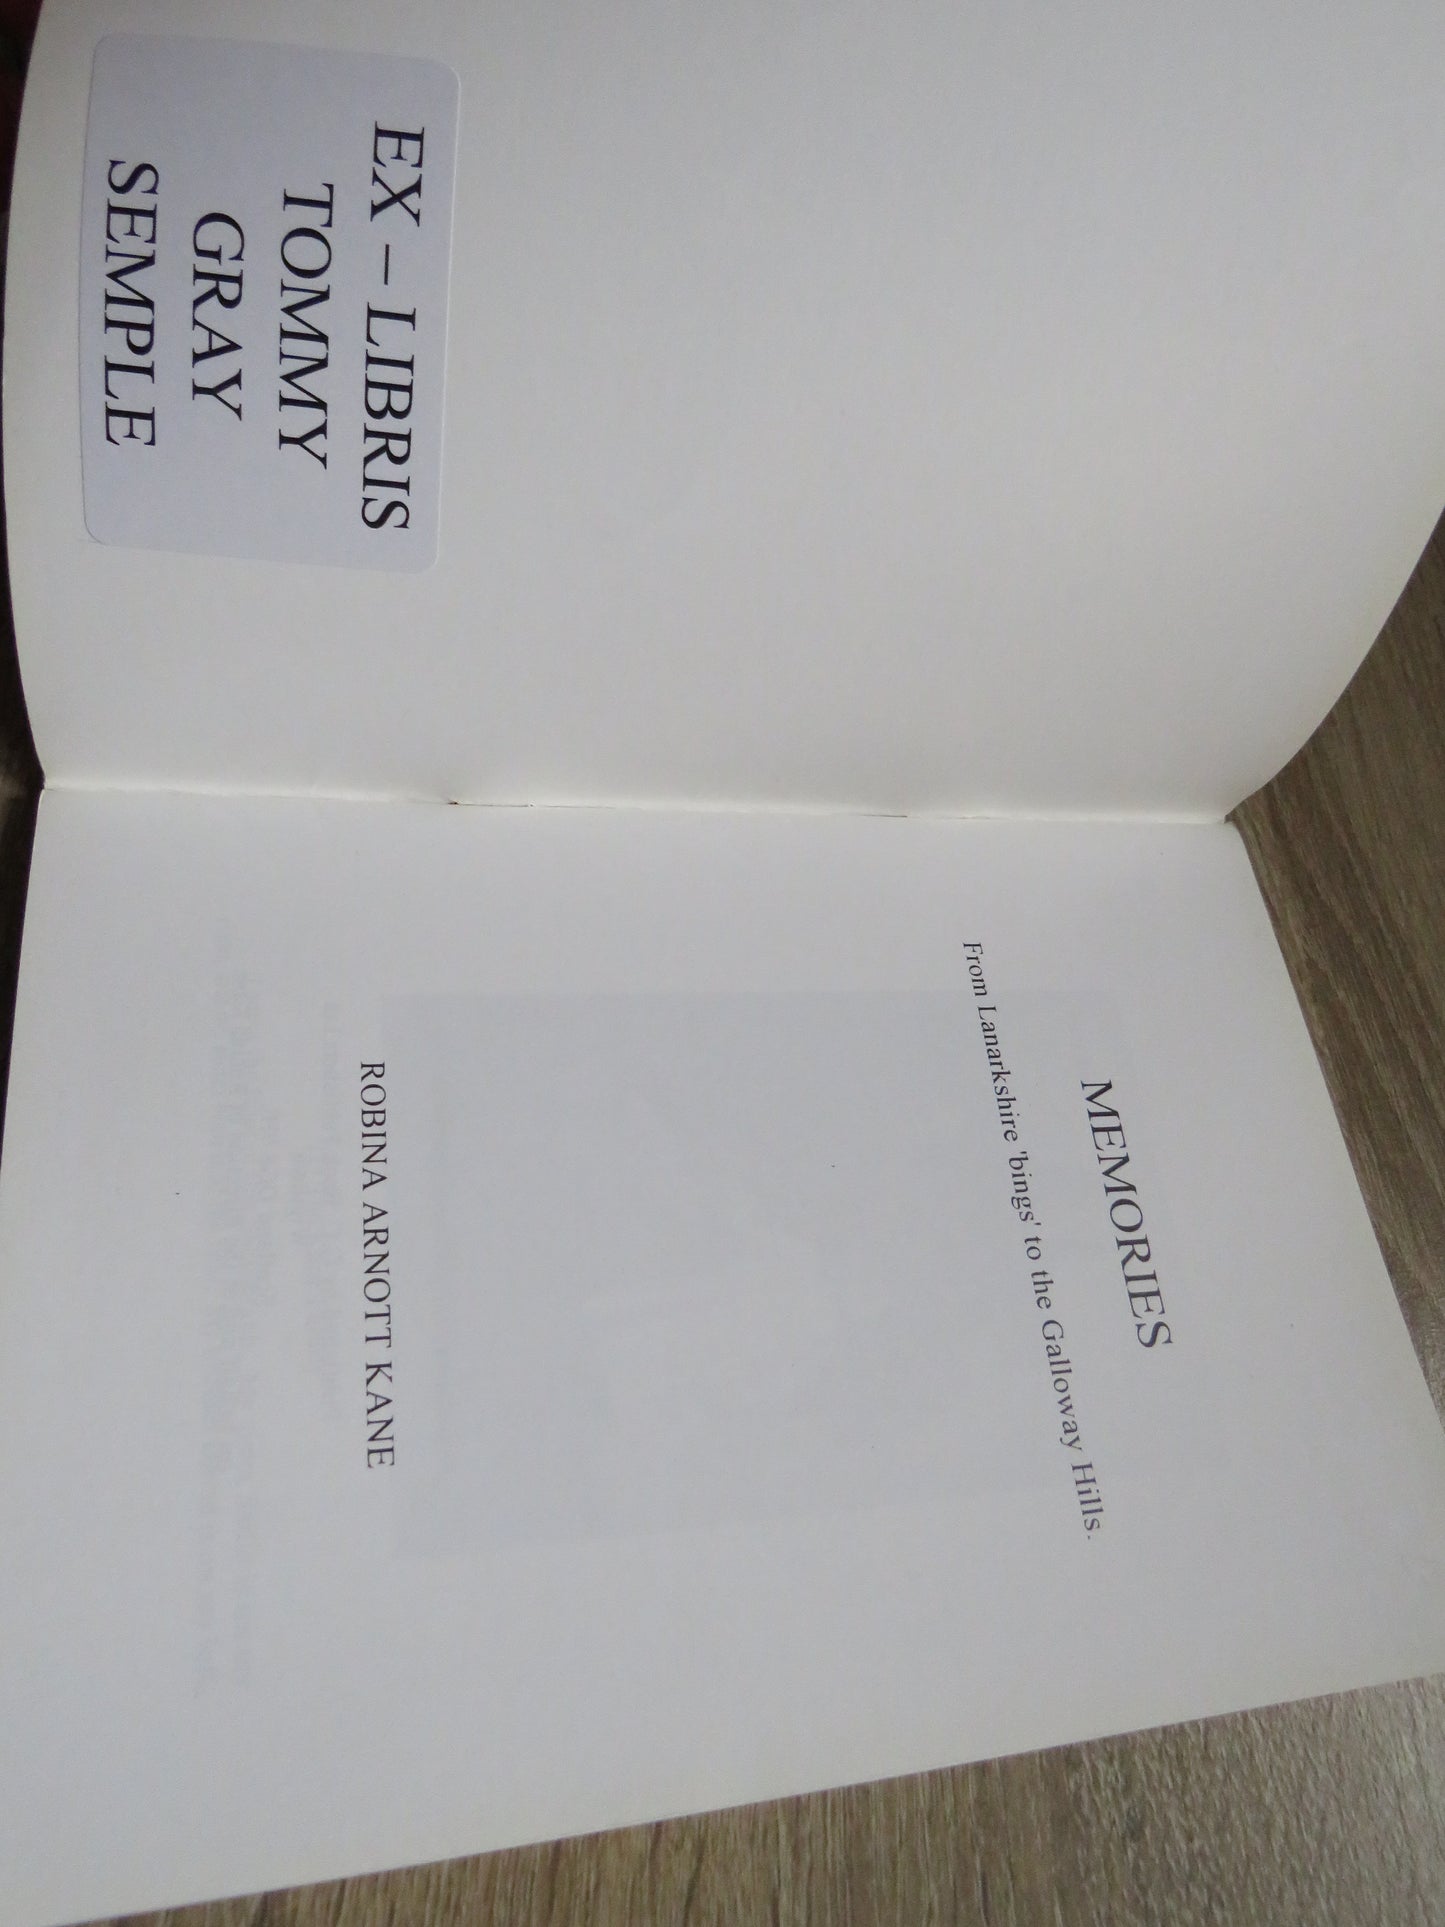 EX – LIBRIS
TOMMY
GRAY
SEMPLE
MEMORIES
From Lanarkshire 'bings' to the Galloway Hills.
ROBINA ARNOTT KANE